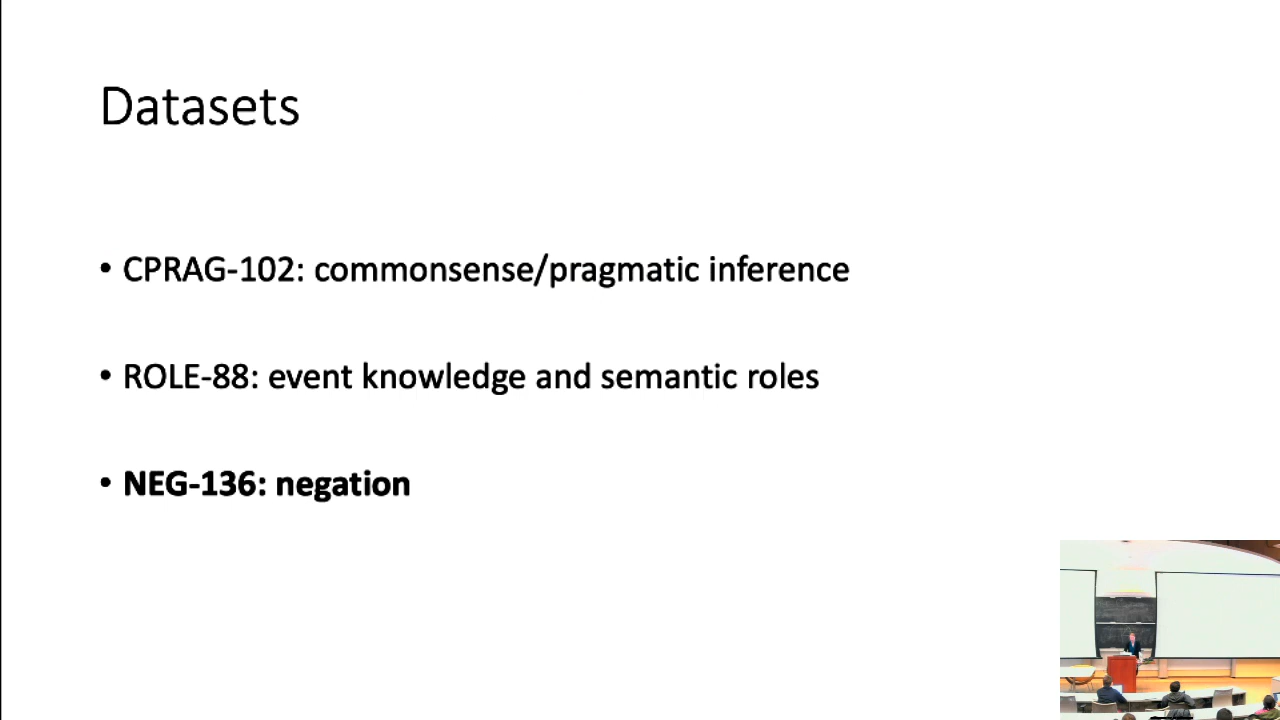 Datasets
• CPRAG-102: commonsense/pragmatic inference
• ROLE-88: event knowledge and semantic roles
• NEG-136: negation